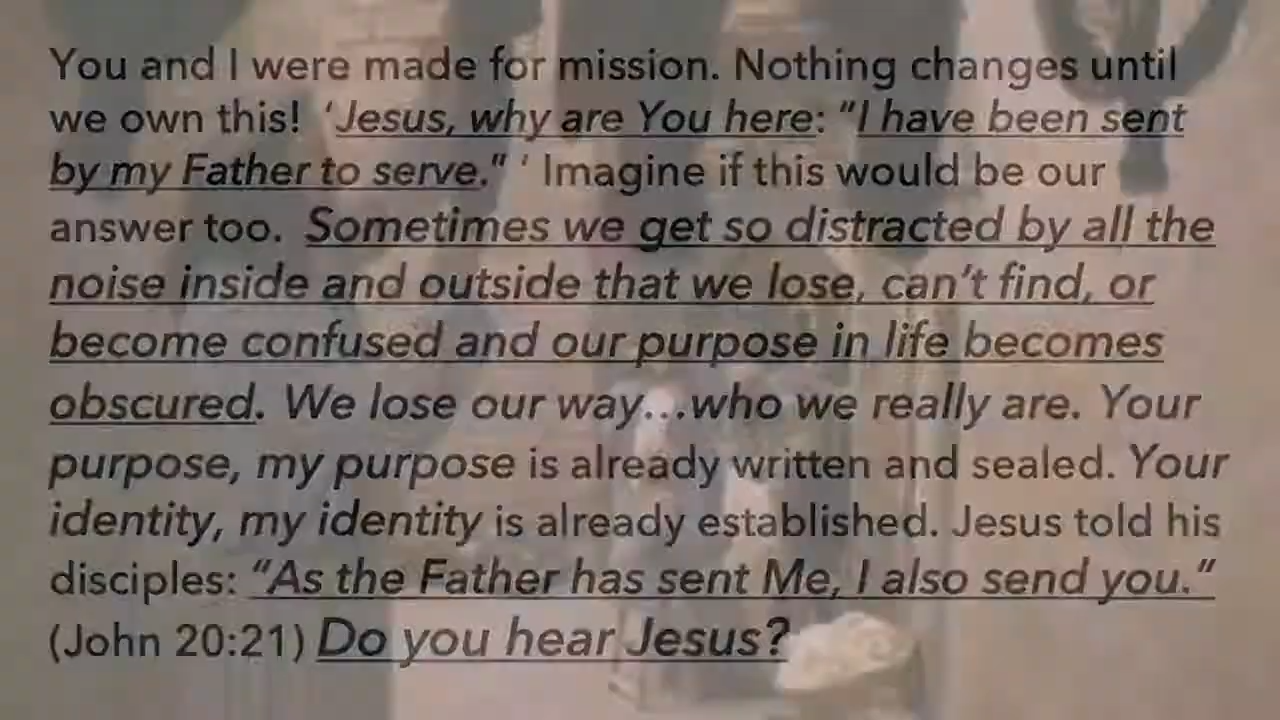 You and I were made for mission. Nothing changes until
we own this! ‘Jesus, why are You here: “I have been sent
by my Father to serve.” ‘ Imagine if this would be our
answer too. Sometimes we get so distracted by all the
noise inside and outside that we lose, can’t find, or
become confused and our purpose in life becomes
obscured. We lose our way...who we really are. Your
purpose, my purpose is already written and sealed. Your
identity, my identity is already established. Jesus told his
disciples: “As the Father has sent Me, I also send you.”
(John 20:21) Do you hear Jesus?